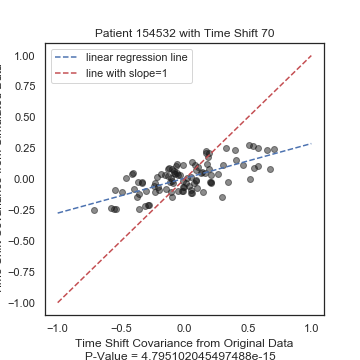 Patient 154532 with Time Shift 70
linear regression line
line with slope=1
1.00
0.75
0.50
0.25
0.00
−0.25
−0.50
−0.75
−1.00
−1.0 −0.5 0.0 0.5 1.0
Time Shift Covariance from Original Data
P-Value = 4.795102045497488e-15